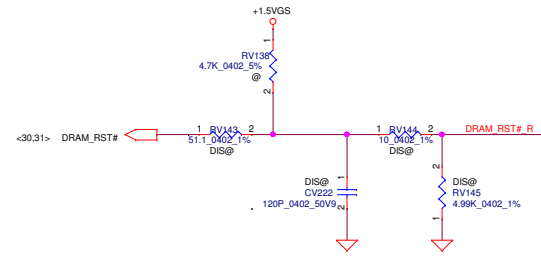 +1.5VGS
1
RV138
4.7K_0402_5%
@
2
<30,31> DRAM_RST#
1 RV143 2
51.1_0402_1%
DIS@
1 RV144 2
10_0402_1%
DIS@
DRAM_RST#_R
DIS@ 1
CV222
120P_0402_50V9 2
2 DIS@
RV145
4.99K_0402_1%
1